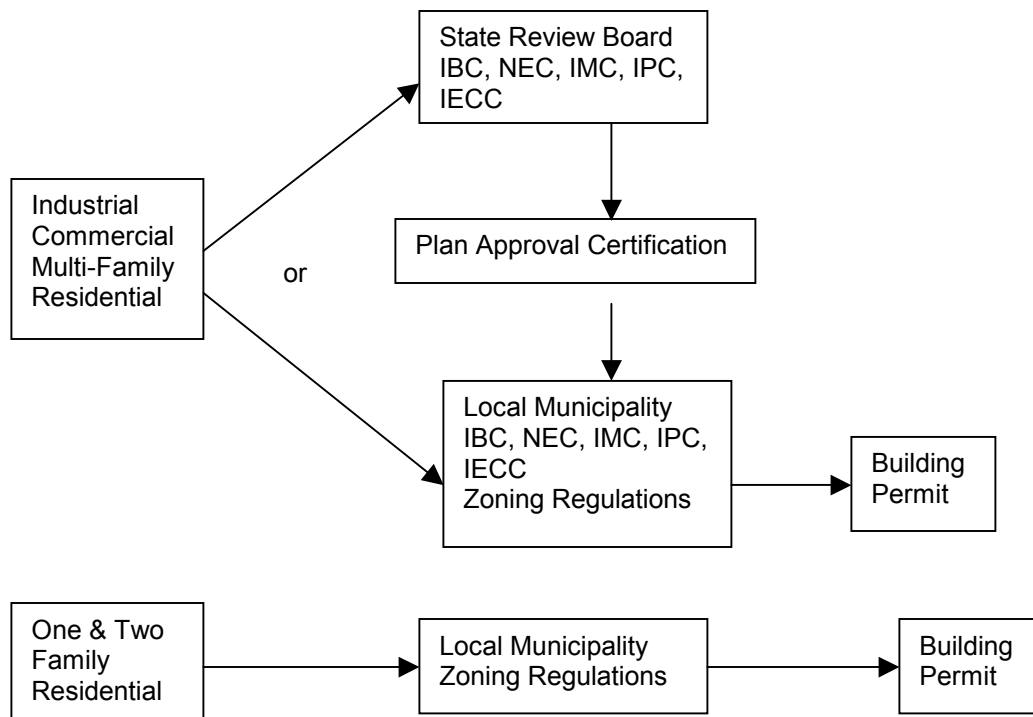 State Review Board
IBC, NEC, IMC, IPC,
IECC
Industrial
Commercial
Multi-Family
Residential
or
Plan Approval Certification
Local Municipality
IBC, NEC, IMC, IPC,
IECC
Zoning Regulations
Building
Permit
One & Two
Family
Residential
Local Municipality
Zoning Regulations
Building
Permit